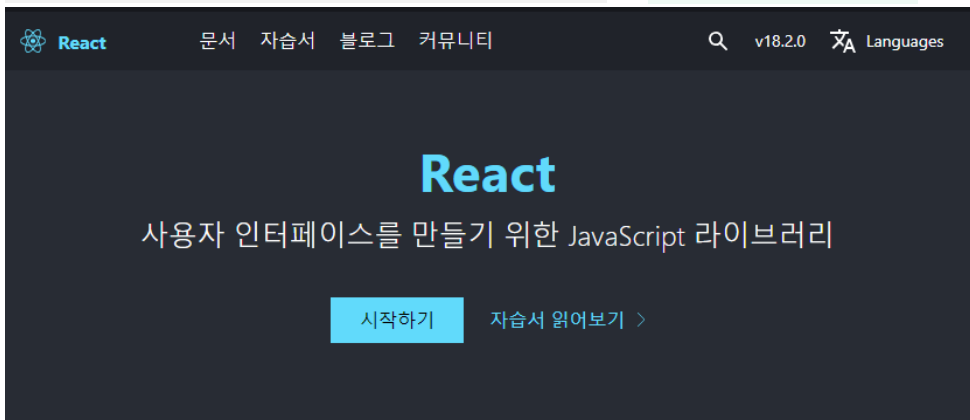 React 문서 자습서 블로그 커뮤니티 v18.2.0 Languages
React
사용자 인터페이스를 만들기 위한 JavaScript 라이브러리
시작하기 자습서 읽어보기